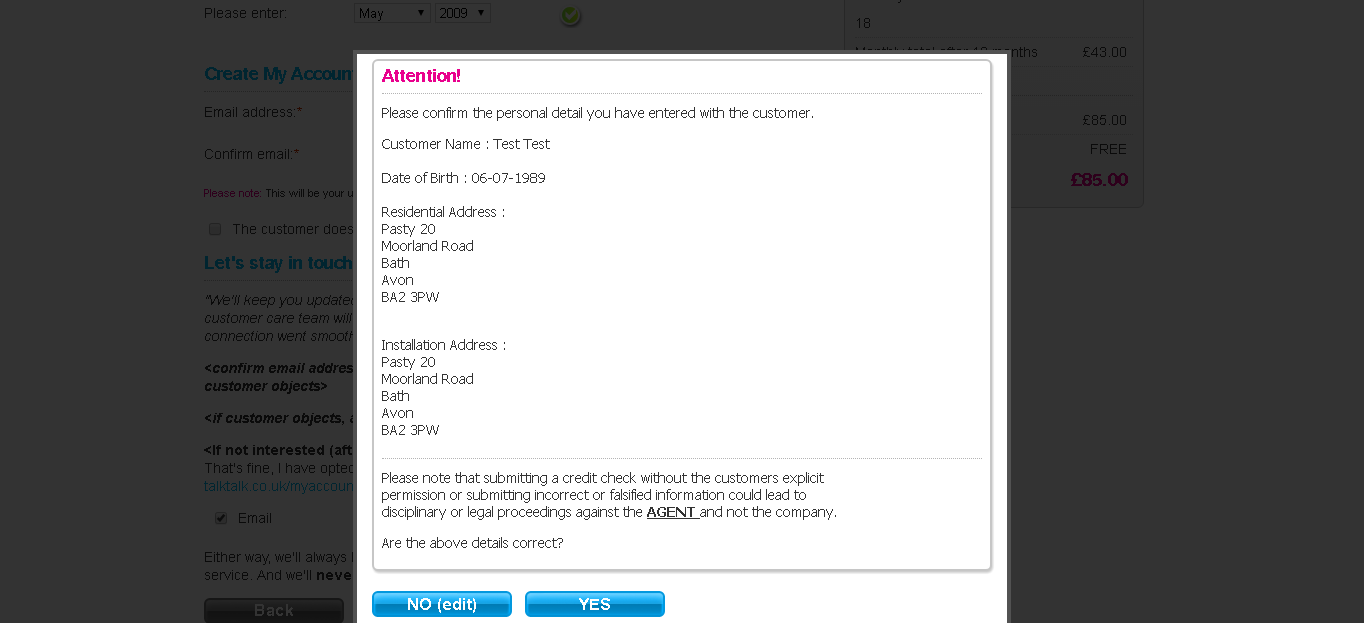 Please enter:
May
2009
18
Monthly total after 18 months £43.00
Create My Accoun
Email address:*
£85.00
Confirm email:*
FREE
£85.00
Please note: This will be your u
The customer does
Let's stay in touch
"We'll keep you updated
customer care team will
connection went smooth
<confirm email addres
customer objects>
<if customer objects,
<If not interested (aft
That's fine, I have opted
talktalk.co.uk/myaccoun
Email
Either way, we'll always
service. And we'll neve
Back
Attention!
Please confirm the personal detail you have entered with the customer.
Customer Name : Test Test
Date of Birth : 06-07-1989
Residential Address :
Pasty 20
Moorland Road
Bath
Avon
BA2 3PW
Installation Address :
Pasty 20
Moorland Road
Bath
Avon
BA2 3PW
Please note that submitting a credit check without the customers explicit
permission or submitting incorrect or falsified information could lead to
disciplinary or legal proceedings against the AGENT and not the company.
Are the above details correct?
NO (edit)
YES